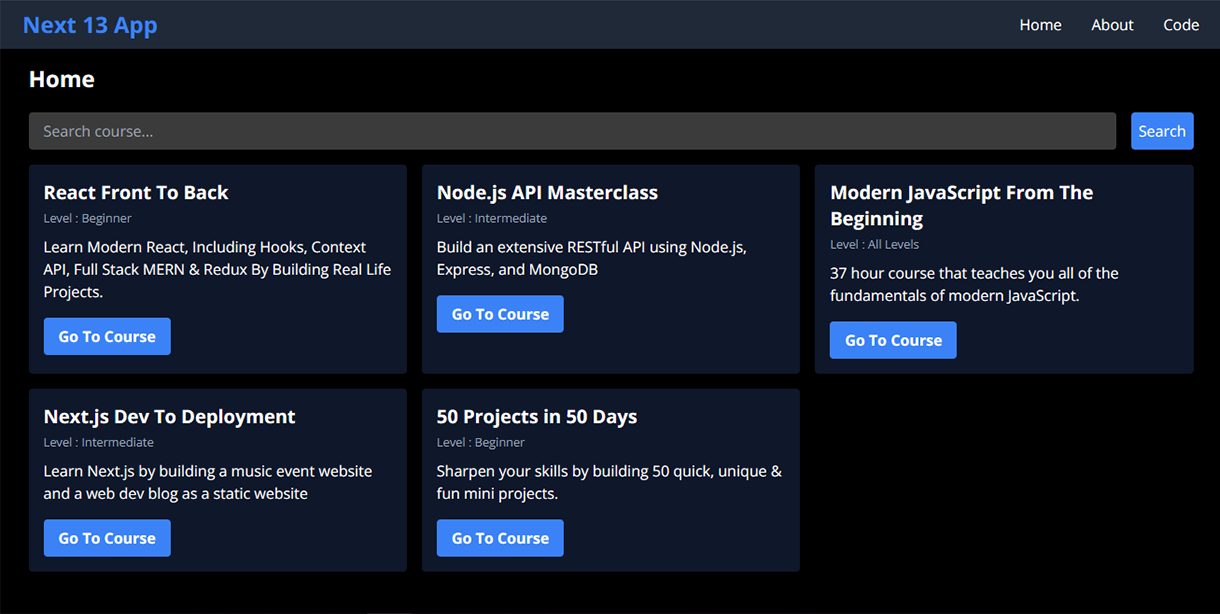 Next 13 App
Home About Code
Home
Search course...
Search
React Front To Back
Level : Beginner
Learn Modern React, Including Hooks, Context
API, Full Stack MERN & Redux By Building Real Life
Projects.
Go To Course
Node.js API Masterclass
Level : Intermediate
Build an extensive RESTful API using Node.js,
Express, and MongoDB
Go To Course
Modern JavaScript From The
Beginning
Level : All Levels
37 hour course that teaches you all of the
fundamentals of modern JavaScript.
Go To Course
Next.js Dev To Deployment
Level : Intermediate
Learn Next.js by building a music event website
and a web dev blog as a static website
Go To Course
50 Projects in 50 Days
Level : Beginner
Sharpen your skills by building 50 quick, unique &
fun mini projects.
Go To Course